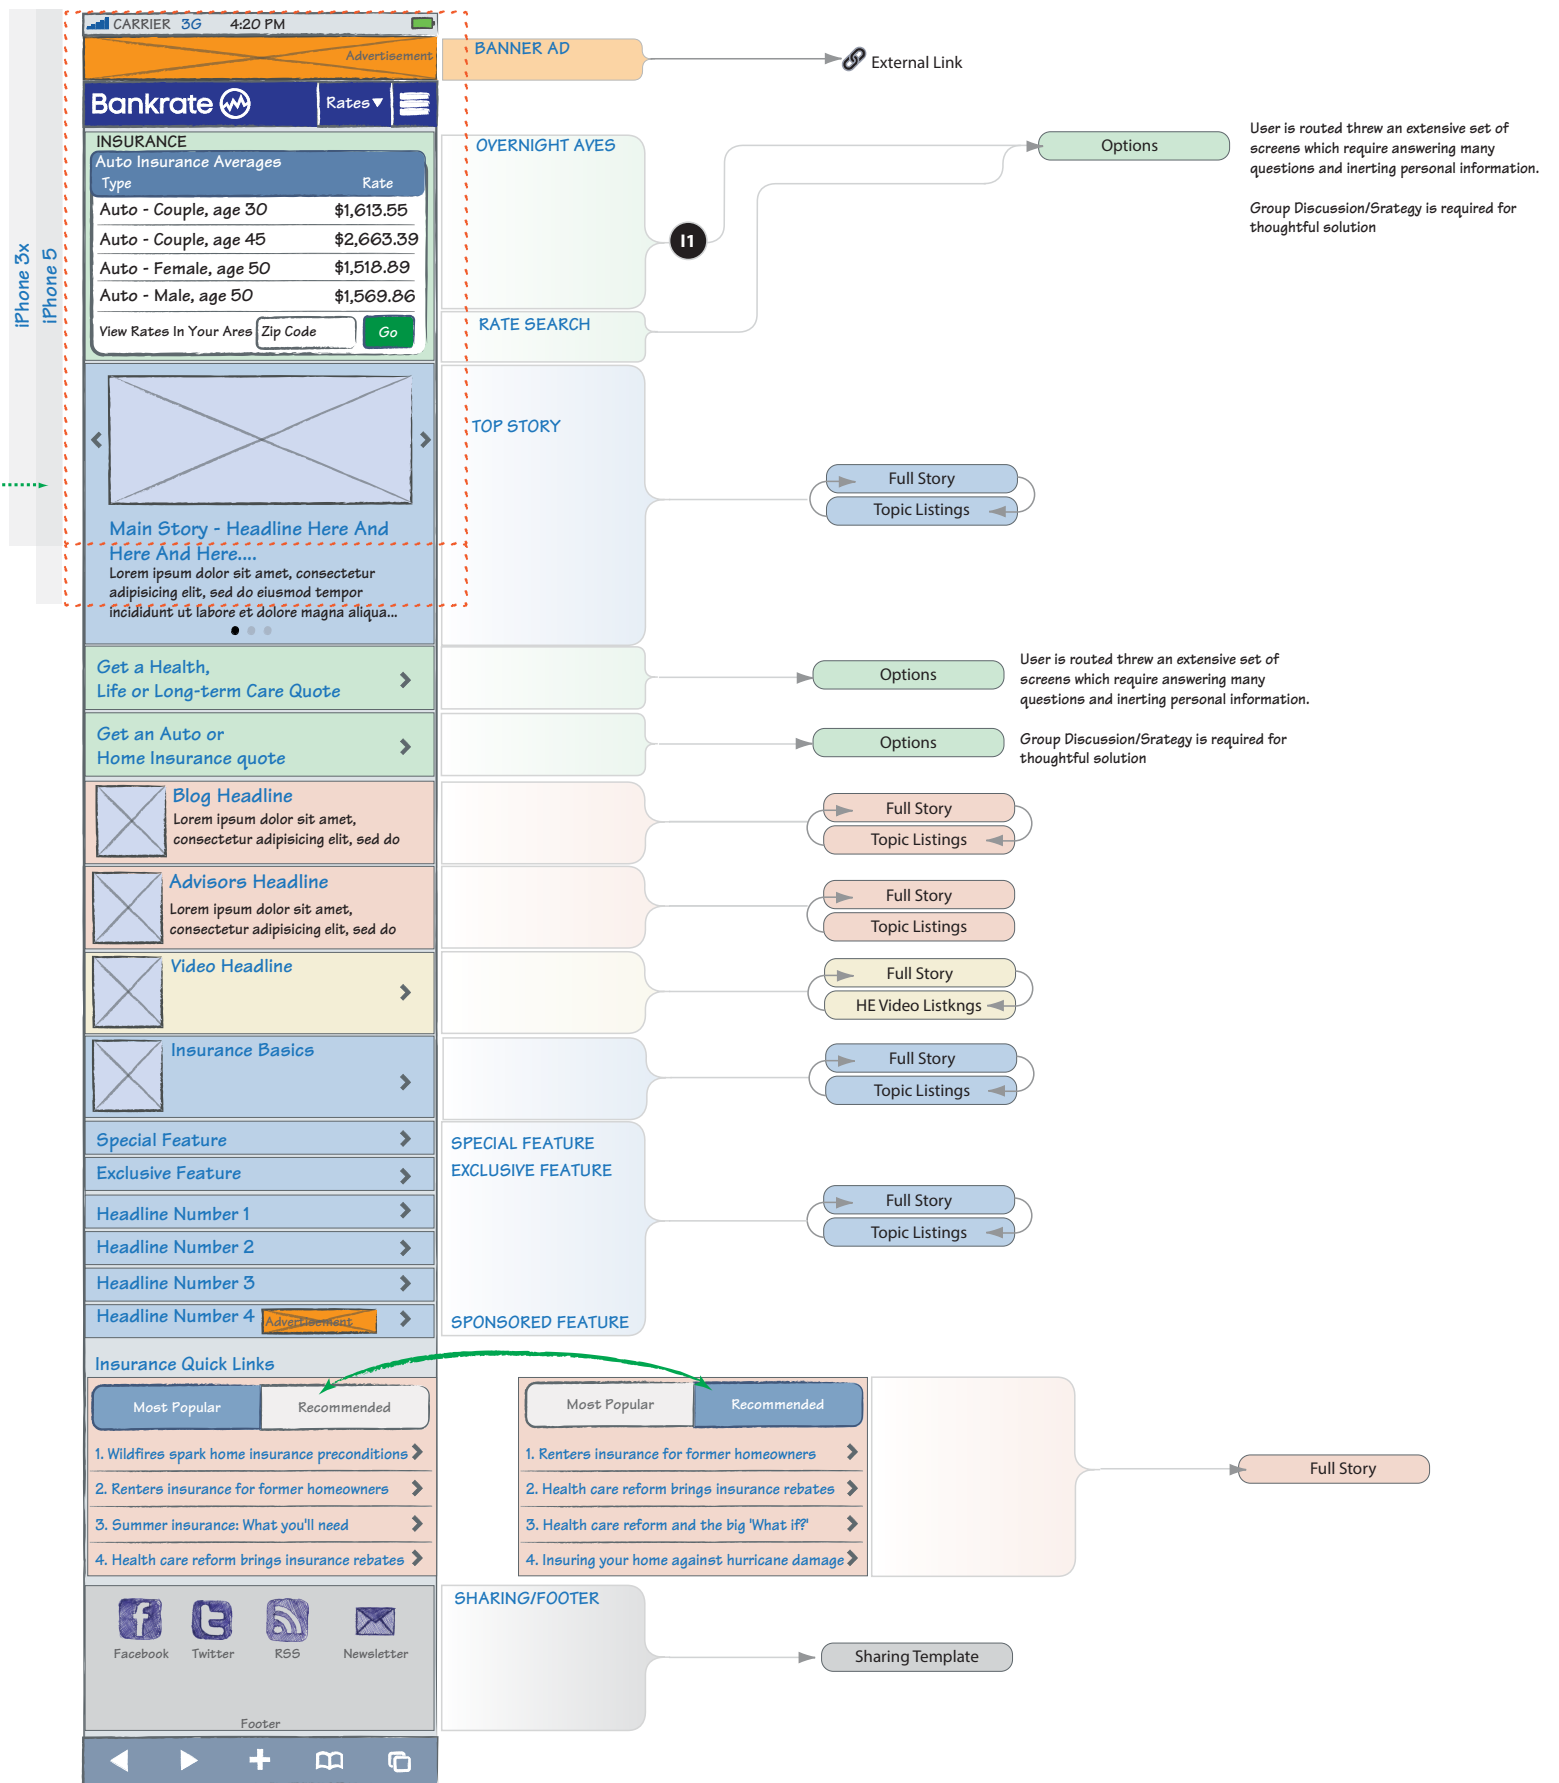 CARRIER 3G 4:20 PM
Advertisement
BANNER AD
External Link
Bankrate
Rates
iPhone 3x
iPhone 5
INSURANCE
Auto Insurance Averages
Type Rate
Auto - Couple, age 30 $1,613.55
Auto - Couple, age 45 $2,663.39
Auto - Female, age 50 $1,518.89
Auto - Male, age 50 $1,569.86
View Rates In Your Ares Zip Code Go
OVERNIGHT AVES
I1
RATE SEARCH
Options
User is routed threw an extensive set of
screens which require answering many
questions and inerting personal information.
Group Discussion/Srategy is required for
thoughtful solution
TOP STORY
Main Story - Headline Here And
Here And Here....
Lorem ipsum dolor sit amet, consectetur
adipisicing elit, sed do eiusmod tempor
incididunt ut labore et dolore magna aliqua...
Full Story
Topic Listings
Get a Health,
Life or Long-term Care Quote
Options
Get an Auto or
Home Insurance quote
Options
User is routed threw an extensive set of
screens which require answering many
questions and inerting personal information.
Group Discussion/Srategy is required for
thoughtful solution
Blog Headline
Lorem ipsum dolor sit amet,
consectetur adipisicing elit, sed do
Full Story
Topic Listings
Advisors Headline
Lorem ipsum dolor sit amet,
consectetur adipisicing elit, sed do
Full Story
Topic Listings
Video Headline
Full Story
HE Video Listkngs
Insurance Basics
Full Story
Topic Listings
Special Feature
Exclusive Feature
Headline Number 1
Headline Number 2
Headline Number 3
Headline Number 4 Advertisement
SPECIAL FEATURE
EXCLUSIVE FEATURE
SPONSORED FEATURE
Full Story
Topic Listings
Insurance Quick Links
Most Popular Recommended
1. Wildfires spark home insurance preconditions
2. Renters insurance for former homeowners
3. Summer insurance: What you'll need
4. Health care reform brings insurance rebates
Most Popular Recommended
1. Renters insurance for former homeowners
2. Health care reform brings insurance rebates
3. Health care reform and the big 'What if?'
4. Insuring your home against hurricane damage
Full Story
Facebook Twitter RSS Newsletter
Footer
SHARING/FOOTER
Sharing Template